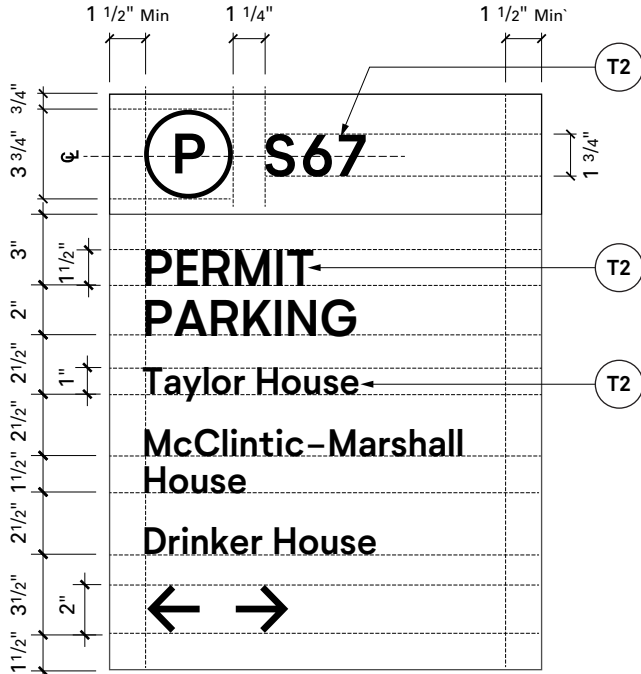 1 1/2" Min 1 1/4" 1 1/2" Min`
T2
3/4"
3 3/4"
℄
P S67
1 3/4"
3"
1 1/2"
PERMIT
T2
2"
PARKING
2 1/2"
1"
Taylor House
T2
2 1/2"
McClintic–Marshall
1 1/2"
House
2 1/2"
Drinker House
3 1/2"
2"
← →
1 1/2"